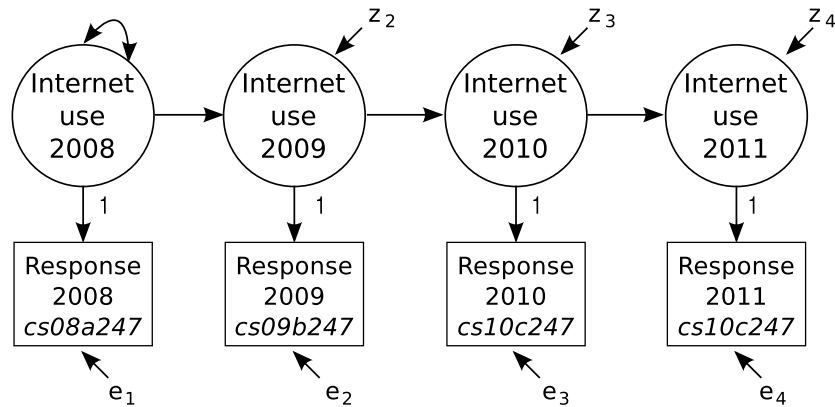 z2
z3
z4
Internet
use
2008
Internet
use
2009
Internet
use
2010
Internet
use
2011
1
1
1
1
Response
2008
cs08a247
Response
2009
cs09b247
Response
2010
cs10c247
Response
2011
cs10c247
e1
e2
e3
e4